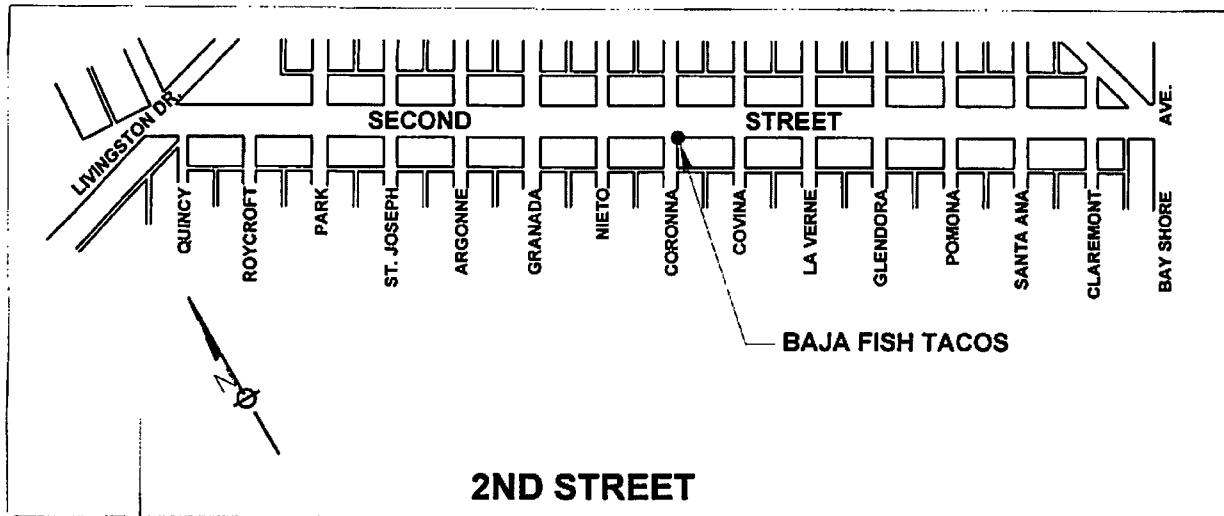 LIVINGSTON DR.
SECOND STREET
AVE.
QUINCY
ROYCROFT
PARK
ST. JOSEPH
ARGONNE
GRANADA
NIETO
CORONNA
COVINA
LA VERNE
GLENDORA
POMONA
SANTA ANA
CLAREMONT
BAY SHORE
BAJA FISH TACOS
N
2ND STREET